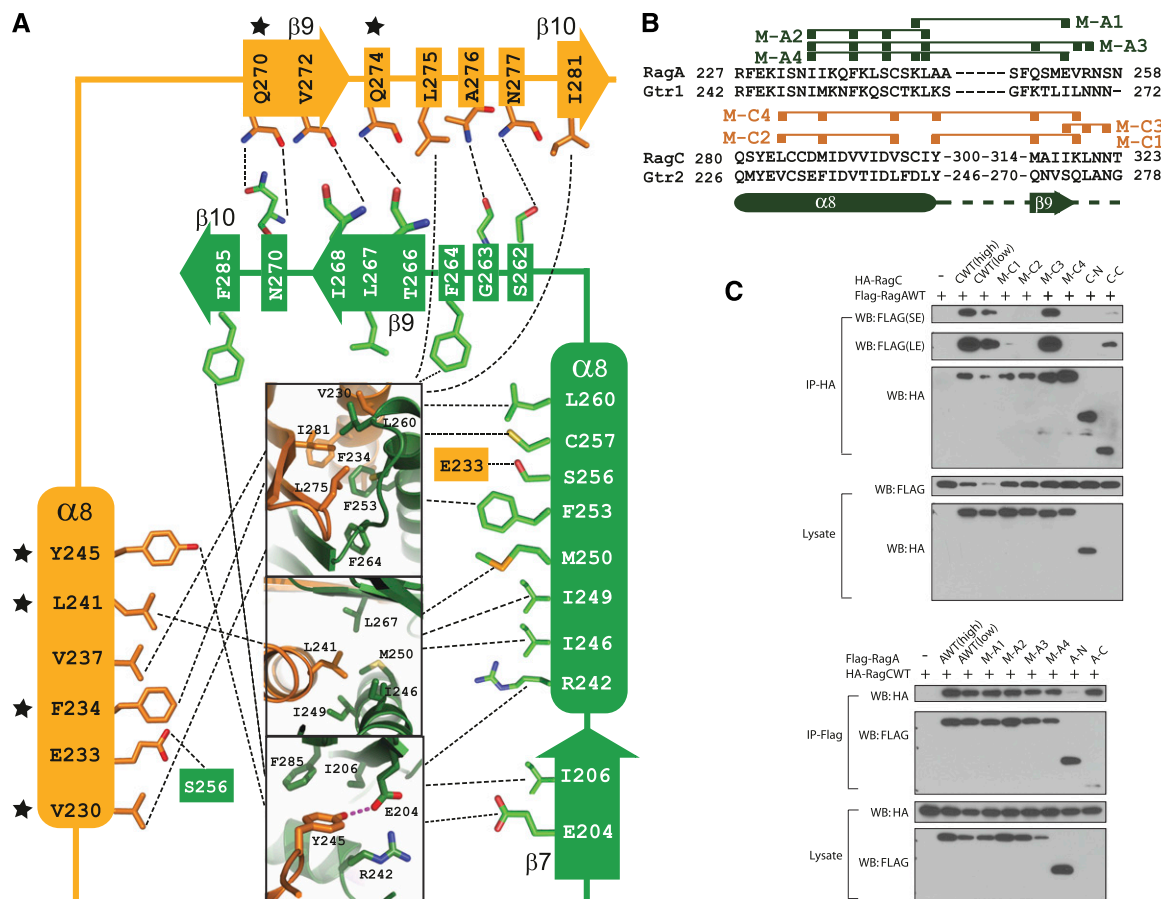 A
β9
β10
Q270
V272
Q274
L275
A276
N277
I281
β10
F285
N270
I268
L267
T266
F264
G263
S262
β9
α8
L260
C257
S256
F253
M250
I249
I246
R242
I206
E204
β7
E233
α8
Y245
L241
V237
F234
E233
V230
S256
V230
L260
I281
F234
L275
F253
F264
L267
L241
M250
I246
I249
F285
I206
E204
Y245
R242
B
M-A1
M-A2
M-A3
M-A4
RagA 227 RFEKISNIIKQFKLSCSKLAA -----SFQSMEVRNSN 258
Gtr1 242 RFEKISNIMKNFKQSCTKLKS -----GFKTLILNNN- 272
M-C4
M-C3
M-C2
M-C1
RagC 280 QSYELCCDMIDVVIDVSCIY-300-314-MAIIKLNNT 323
Gtr2 226 QMYEVCSEFIDVTIDLFDLY-246-270-QNVSQLANG 278
α8
β9
C
HA-RagC - CWT(high) CWT(low) M-C1 M-C2 M-C3 M-C4 C-N C-C
Flag-RagAWT + + + + + + + + +
IP-HA
WB: FLAG(SE)
WB: FLAG(LE)
WB: HA
Lysate
WB: FLAG
WB: HA
Flag-RagA - AWT(high) AWT(low) M-A1 M-A2 M-A3 M-A4 A-N A-C
HA-RagCWT + + + + + + + + +
IP-Flag
WB: HA
WB: FLAG
Lysate
WB: HA
WB: FLAG